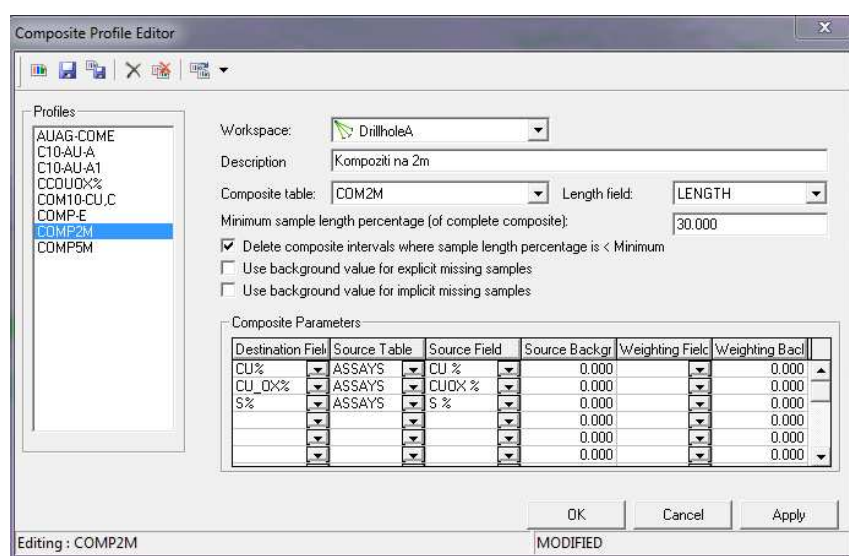 Composite Profile Editor
Profiles
AUAG-COME
C10-AU-A
C10-AU-A1
CCOUOX%
COM10-CU,C
COMP-E
COMP2M
COMP5M
Workspace: DrillholeA
Description Kompoziti na 2m
Composite table: COM2M Length field: LENGTH
Minimum sample length percentage (of complete composite): 30.000
Delete composite intervals where sample length percentage is < Minimum
Use background value for explicit missing samples
Use background value for implicit missing samples
Composite Parameters
Destination Fiel Source Table Source Field Source Backgr Weighting Fielc Weighting Bacl
CU% ASSAYS CU % 0.000 0.000
CU_OX% ASSAYS CUOX % 0.000 0.000
S% ASSAYS S % 0.000 0.000
0.000 0.000
0.000 0.000
0.000 0.000
OK Cancel Apply
Editing : COMP2M MODIFIED